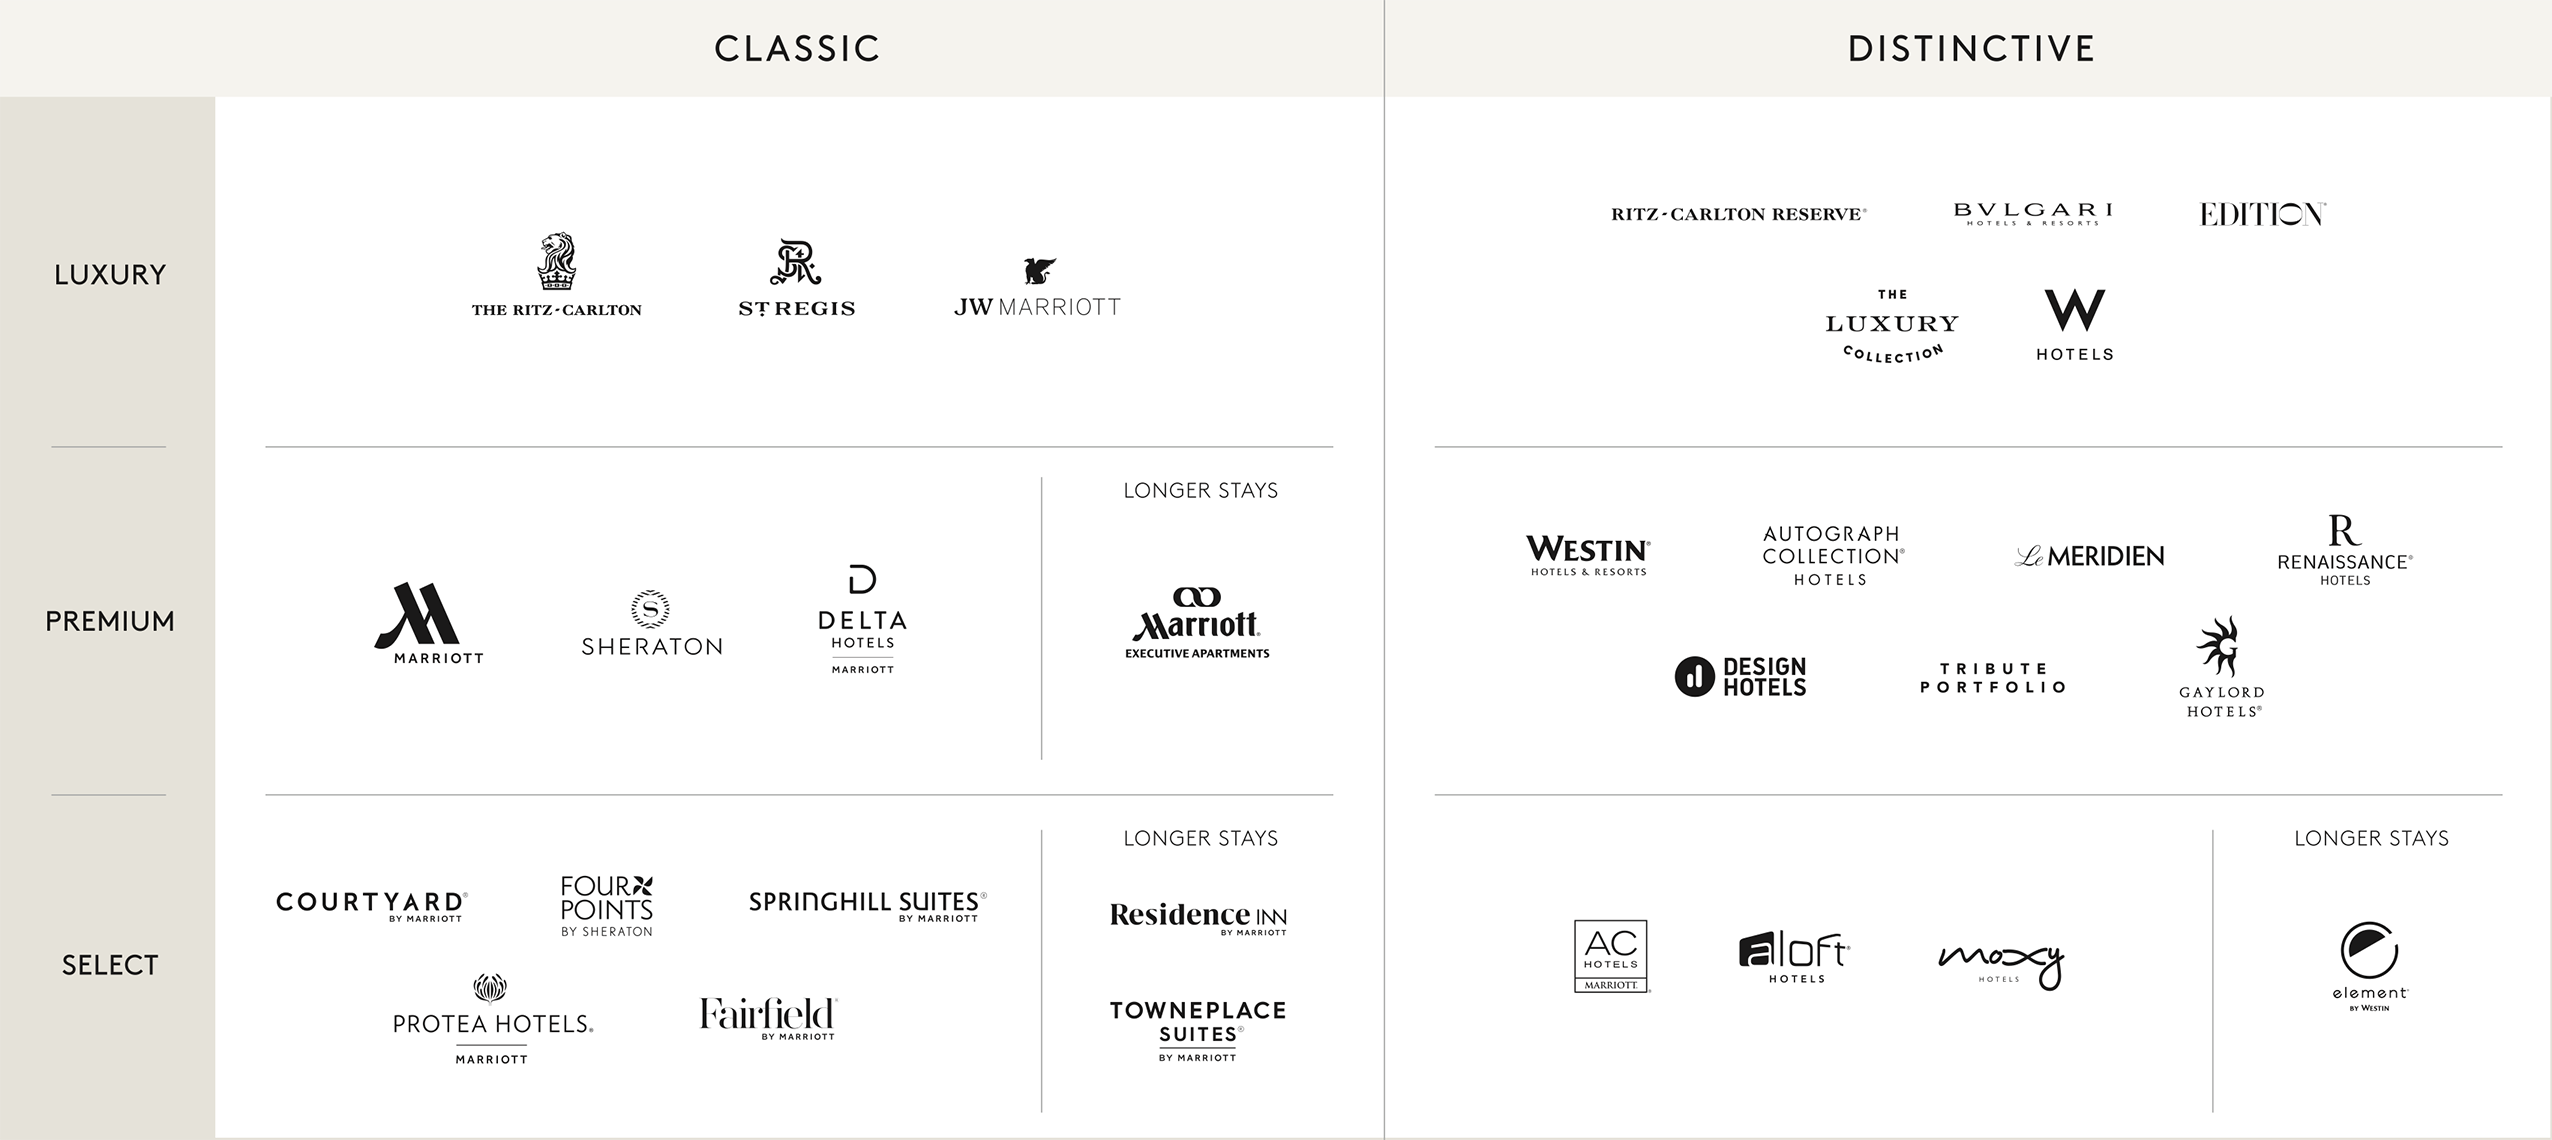 CLASSIC
DISTINCTIVE
LUXURY
THE RITZ-CARLTON
ST REGIS
JW MARRIOTT
RITZ-CARLTON RESERVE®
BVLGARI
HOTELS & RESORTS
EDITION®
THE
LUXURY
COLLECTION
W
HOTELS
PREMIUM
MARRIOTT
S
SHERATON
D
DELTA
HOTELS
MARRIOTT
LONGER STAYS
Marriott®
EXECUTIVE APARTMENTS
WESTIN®
HOTELS & RESORTS
AUTOGRAPH
COLLECTION®
HOTELS
Le MERIDIEN
R
RENAISSANCE®
HOTELS
DESIGN
HOTELS
TRIBUTE
PORTFOLIO
G
GAYLORD
HOTELS®
SELECT
COURTYARD®
BY MARRIOTT
FOUR
POINTS
BY SHERATON
SPRINGHILL SUITES®
BY MARRIOTT
PROTEA HOTELS®
MARRIOTT
Fairfield®
BY MARRIOTT
LONGER STAYS
Residence INN
BY MARRIOTT
TOWNEPLACE
SUITES®
BY MARRIOTT
AC
HOTELS
MARRIOTT®
aloft®
HOTELS
moxy
HOTELS
LONGER STAYS
e
element®
BY WESTIN